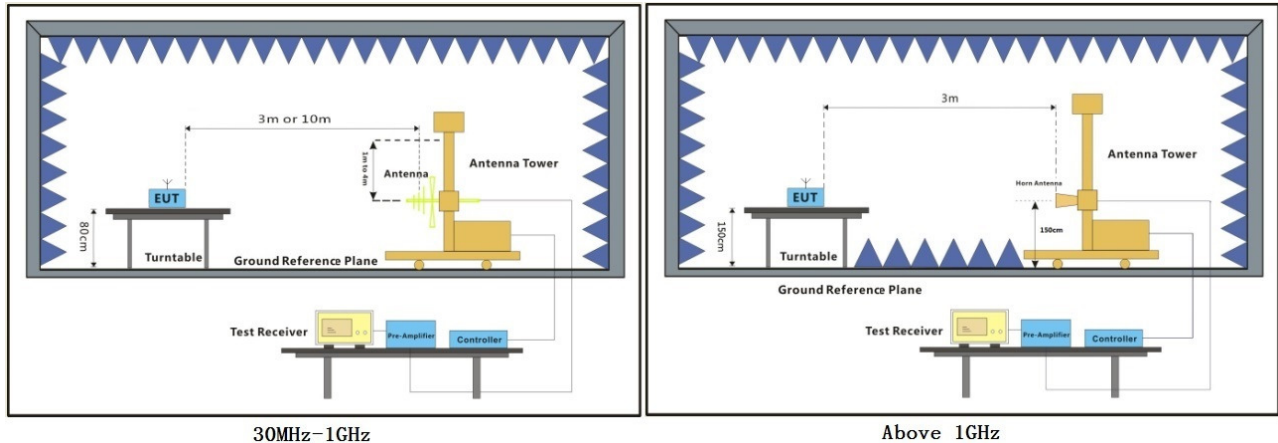 3m or 10m
1m to 4m
Antenna
Antenna Tower
EUT
80cm
Turntable
Ground Reference Plane
Test Receiver
Pre-Amplifier
Controller
30MHz-1GHz
3m
Antenna Tower
Horn Antenna
EUT
150cm
150cm
Turntable
Ground Reference Plane
Test Receiver
Pre-Amplifier
Controller
Above 1GHz